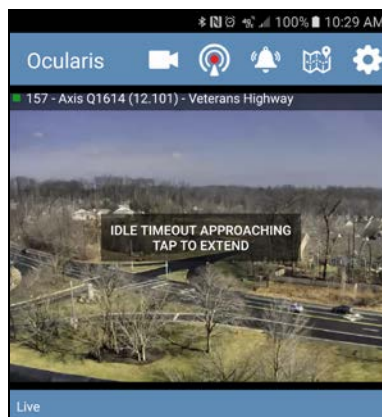 100% 10:29 AM
Ocularis
157 - Axis Q1614 (12.101) - Veterans Highway
IDLE TIMEOUT APPROACHING
TAP TO EXTEND
Live